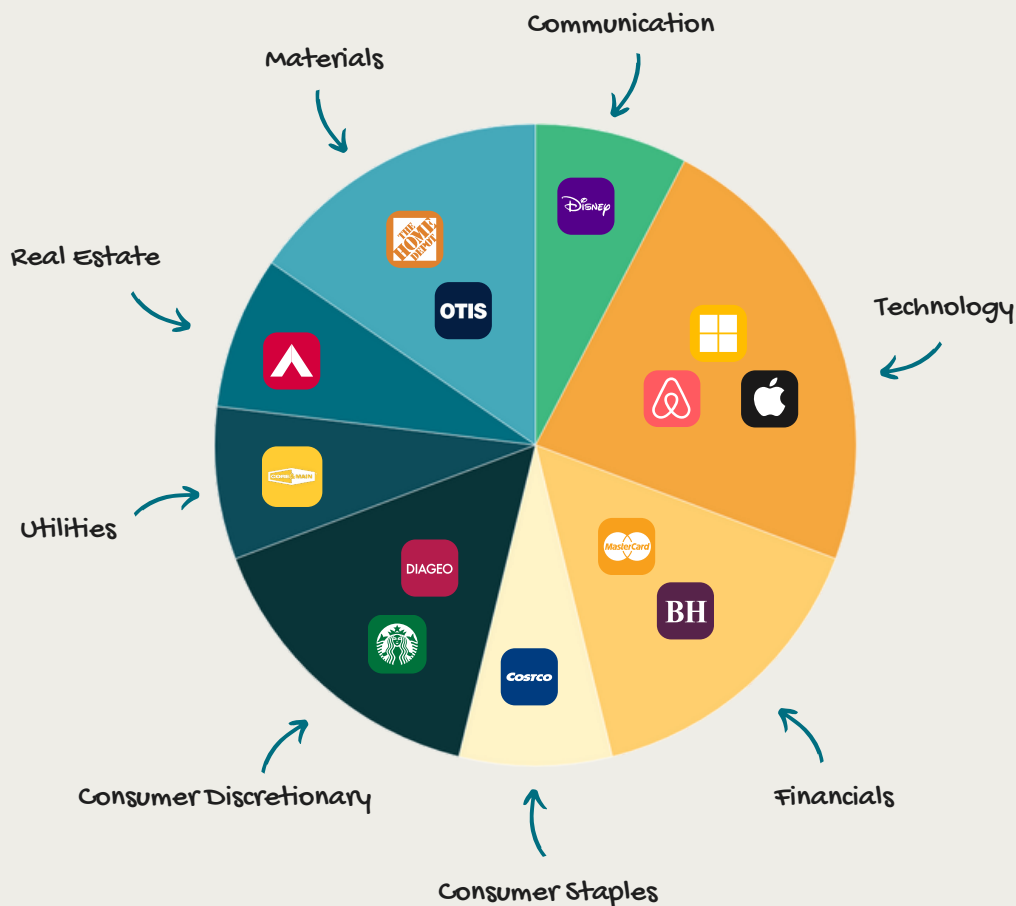 Communication
Materials
Disney
THE
HOME
DEPOT
Real Estate
OTIS
Technology
Utilities
MasterCard
DIAGEO
BH
Costco
Consumer Discretionary
Financials
Consumer Staples